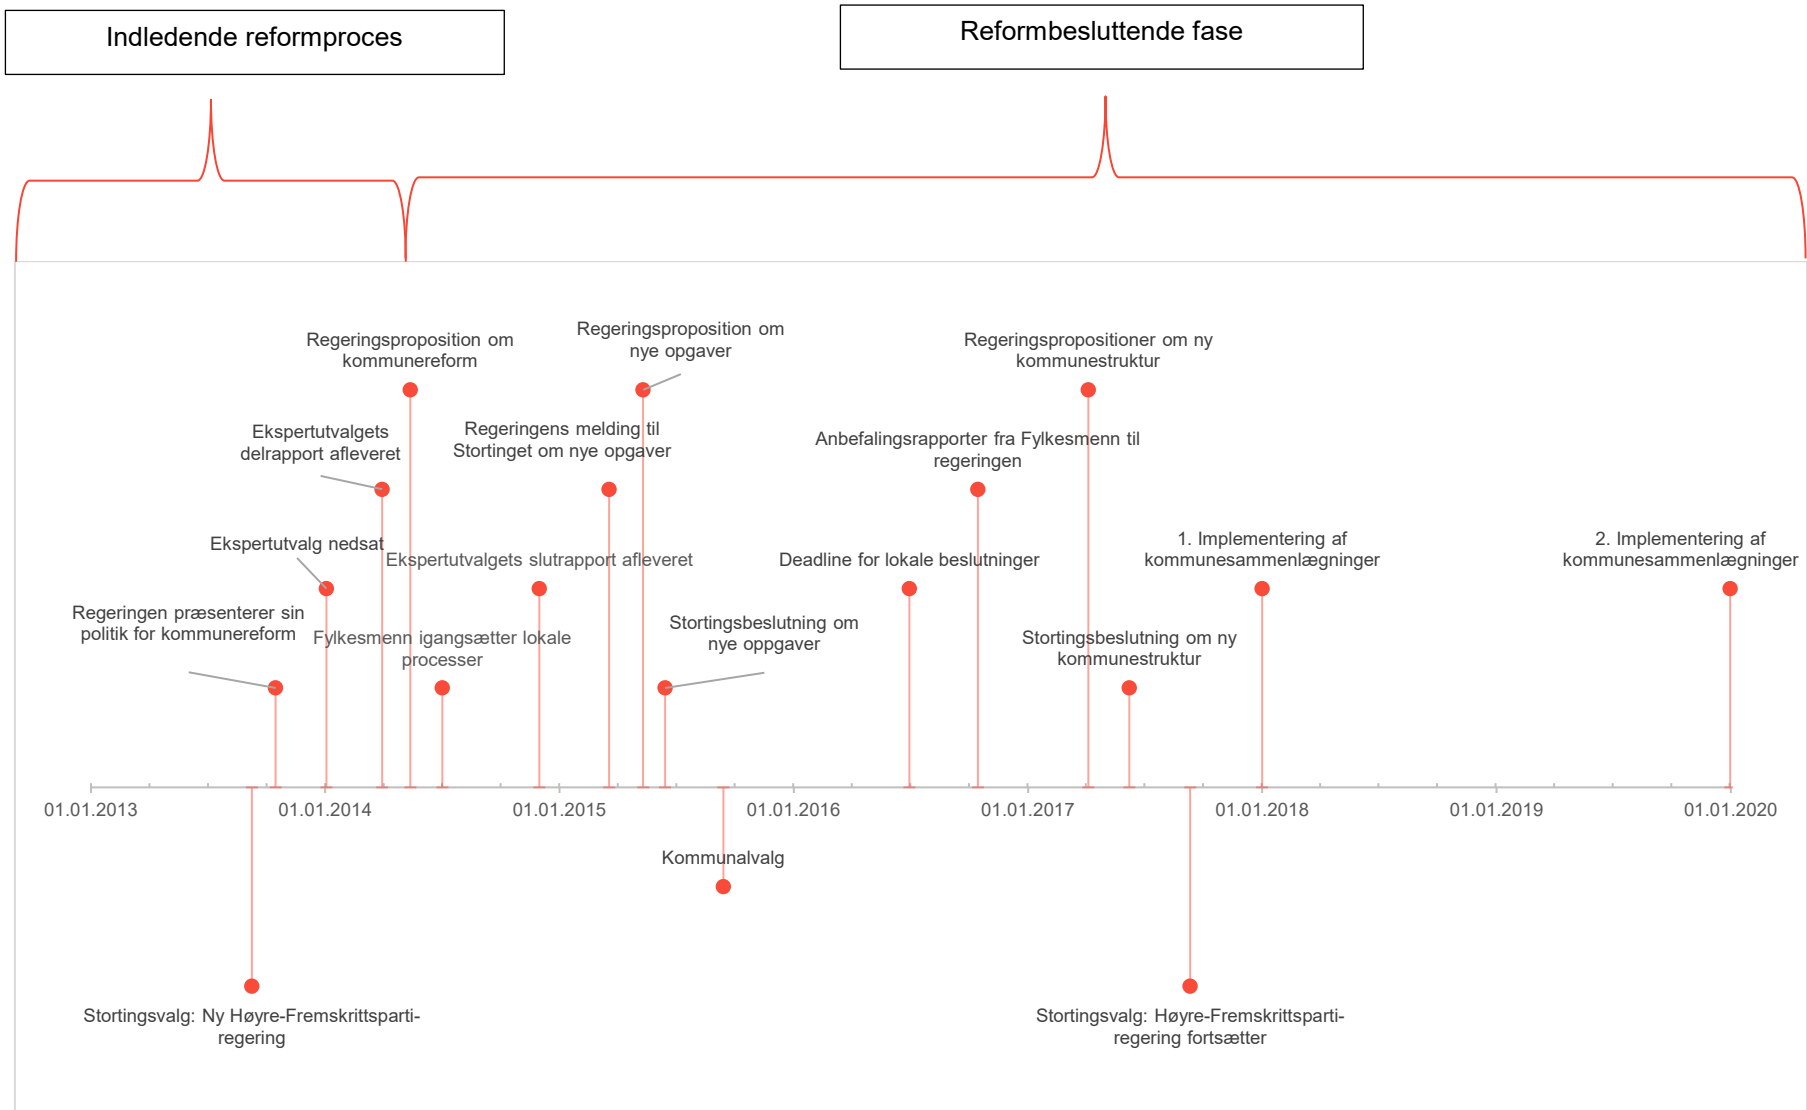 Indledende reformproces
Reformbesluttende fase
Regeringsproposition om
kommunereform
Regeringsproposition om
nye opgaver
Regeringspropositioner om ny
kommunestruktur
Ekspertutvalgets
delrapport afleveret
Regeringens melding til
Stortinget om nye opgaver
Anbefalingsrapporter fra Fylkesmenn til
regeringen
Ekspertutvalg nedsat
Ekspertutvalgets slutrapport afleveret
Deadline for lokale beslutninger
1. Implementering af
kommunesammenlægninger
2. Implementering af
kommunesammenlægninger
Regeringen præsenterer sin
politik for kommunereform
Fylkesmenn igangsætter lokale
processer
Stortingsbeslutning om
nye oppgaver
Stortingsbeslutning om ny
kommunestruktur
01.01.2013
01.01.2014
01.01.2015
01.01.2016
01.01.2017
01.01.2018
01.01.2019
01.01.2020
Kommunalvalg
Stortingsvalg: Ny Høyre-Fremskrittsparti-
regering
Stortingsvalg: Høyre-Fremskrittsparti-
regering fortsætter